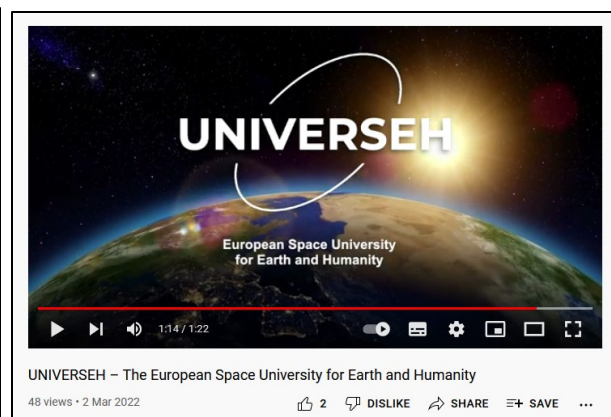 UNIVERSEH
European Space University
for Earth and Humanity
1:14 / 1:22
UNIVERSEH – The European Space University for Earth and Humanity
48 views • 2 Mar 2022
2 DISLIKE SHARE SAVE